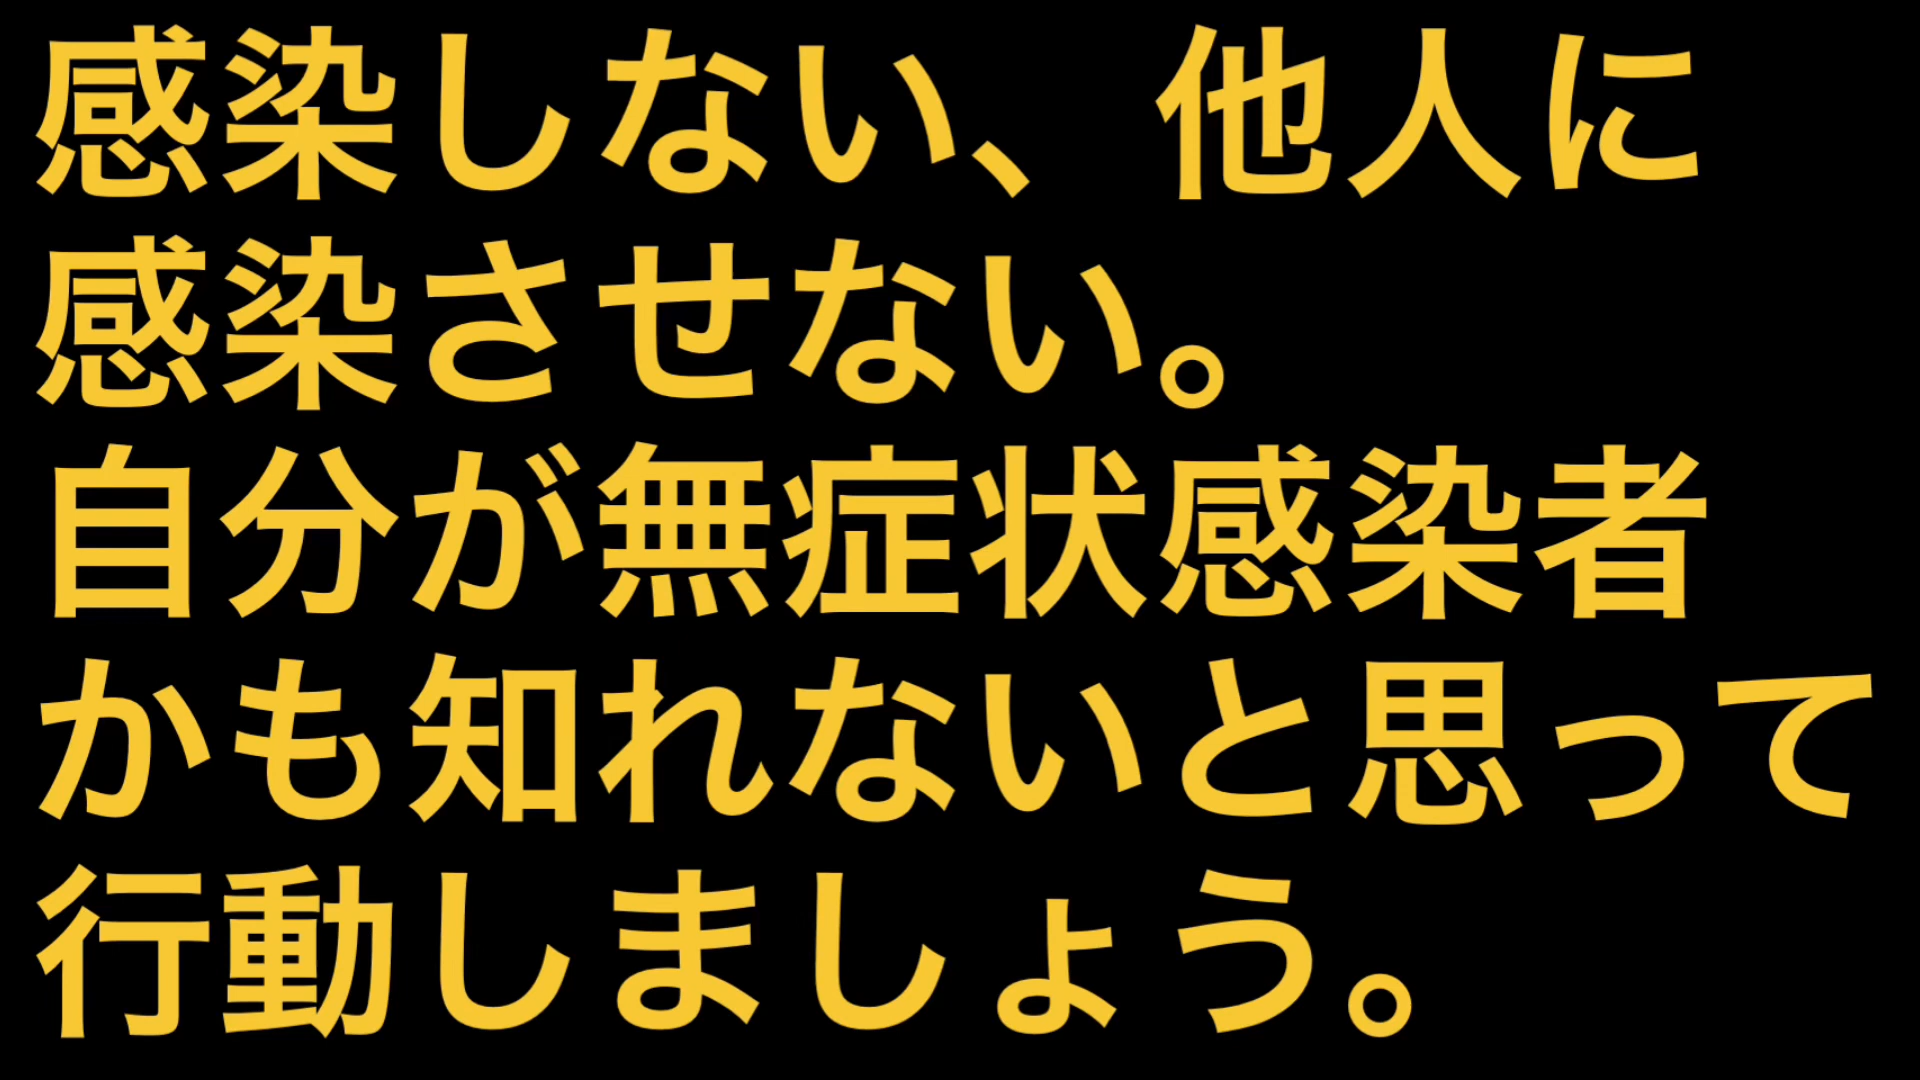 感染しない、他人に
感染させない。
自分が無症状感染者
かも知れないと思って
行動しましょう。